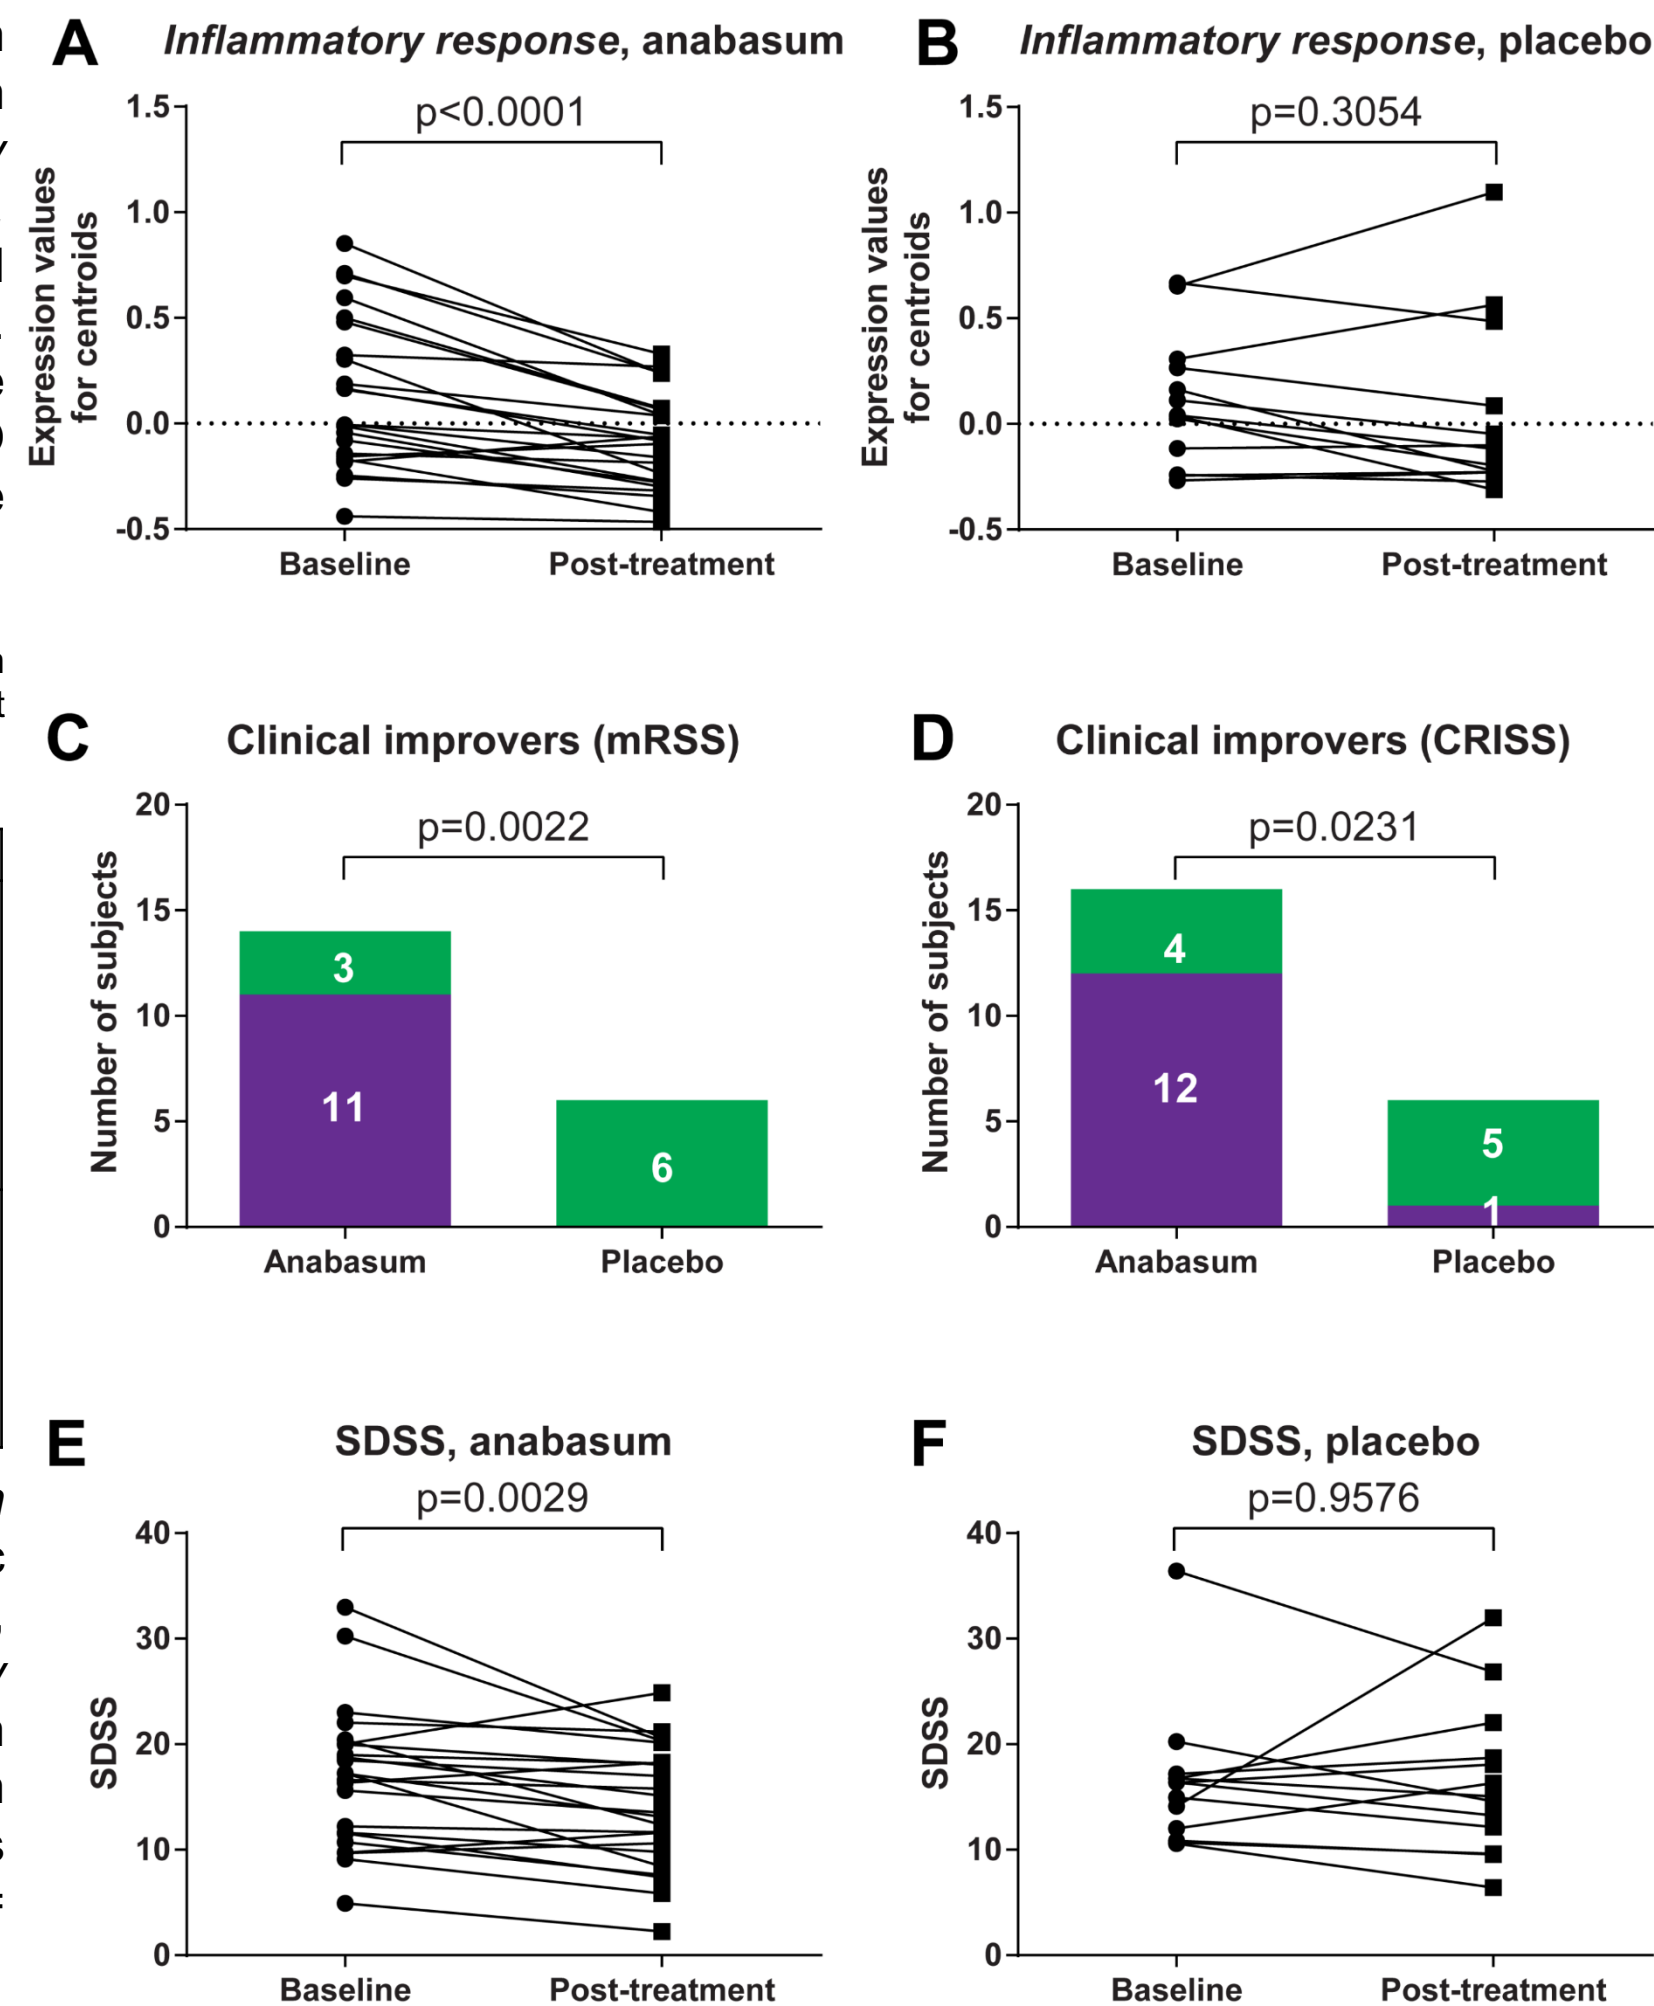 A Inflammatory response, anabasum
p<0.0001
Expression values
for centroids
1.5
1.0
0.5
0.0
-0.5
Baseline Post-treatment
B Inflammatory response, placebo
p=0.3054
Expression values
for centroids
1.5
1.0
0.5
0.0
-0.5
Baseline Post-treatment
C Clinical improvers (mRSS)
p=0.0022
Number of subjects
20
15
10
5
0
3
11
6
Anabasum Placebo
D Clinical improvers (CRISS)
p=0.0231
Number of subjects
20
15
10
5
0
4
12
5
1
Anabasum Placebo
E SDSS, anabasum
p=0.0029
SDSS
40
30
20
10
0
Baseline Post-treatment
F SDSS, placebo
p=0.9576
SDSS
40
30
20
10
0
Baseline Post-treatment